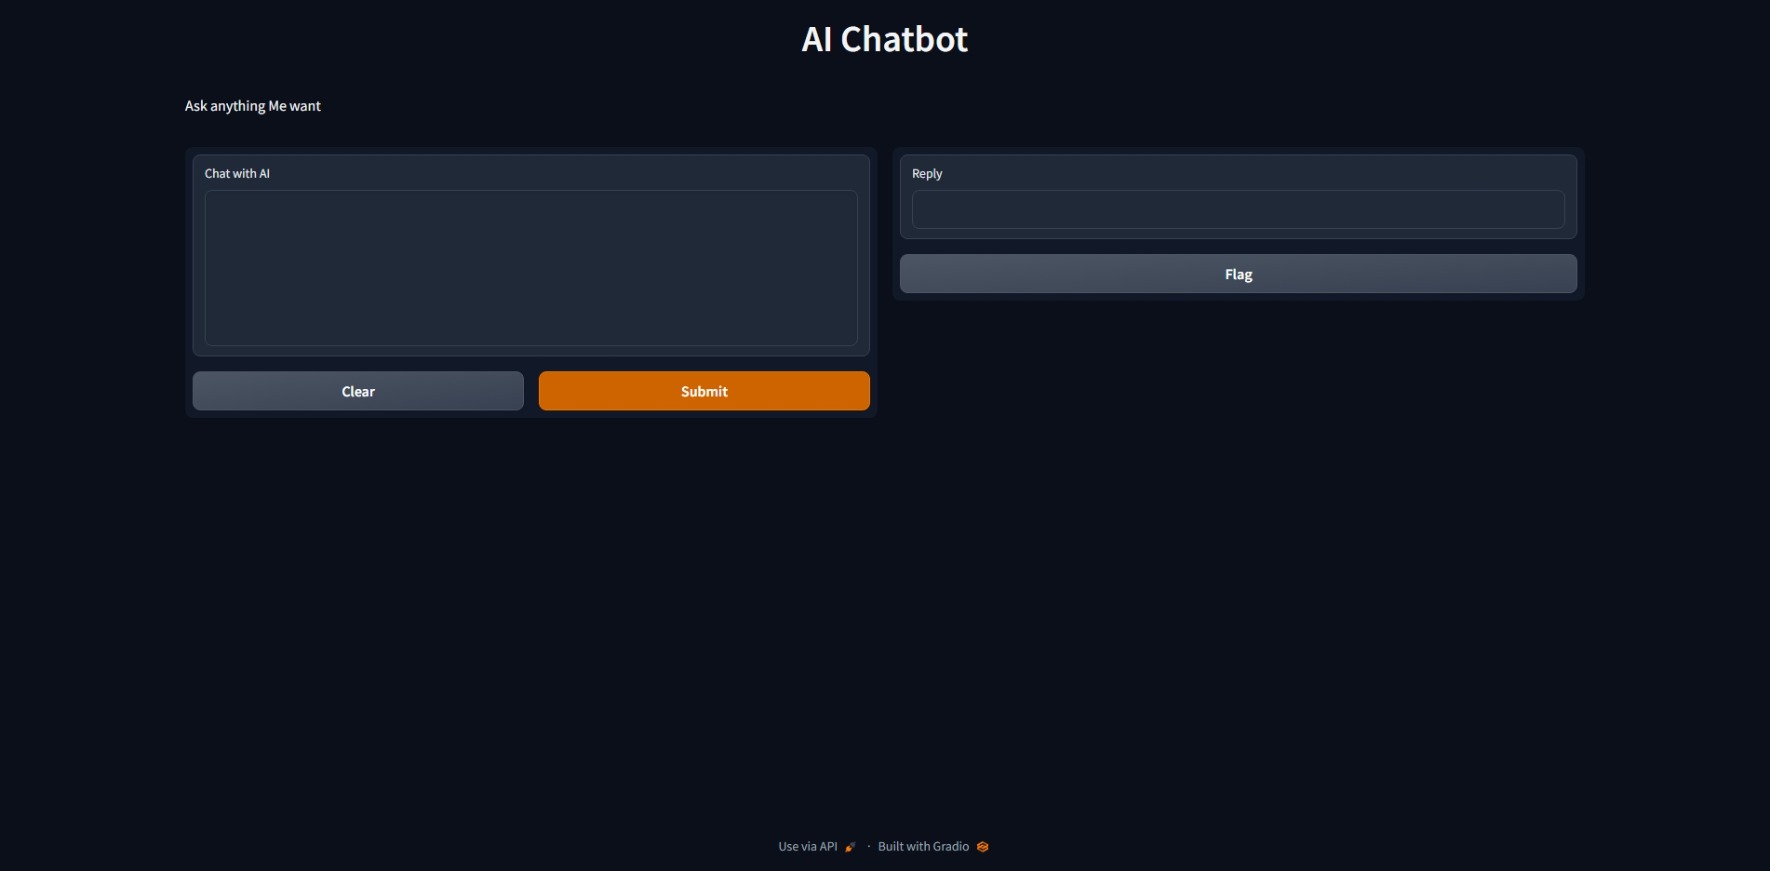 AI Chatbot
Ask anything Me want
Chat with AI
Reply
Flag
Clear
Submit
Use via API · Built with Gradio